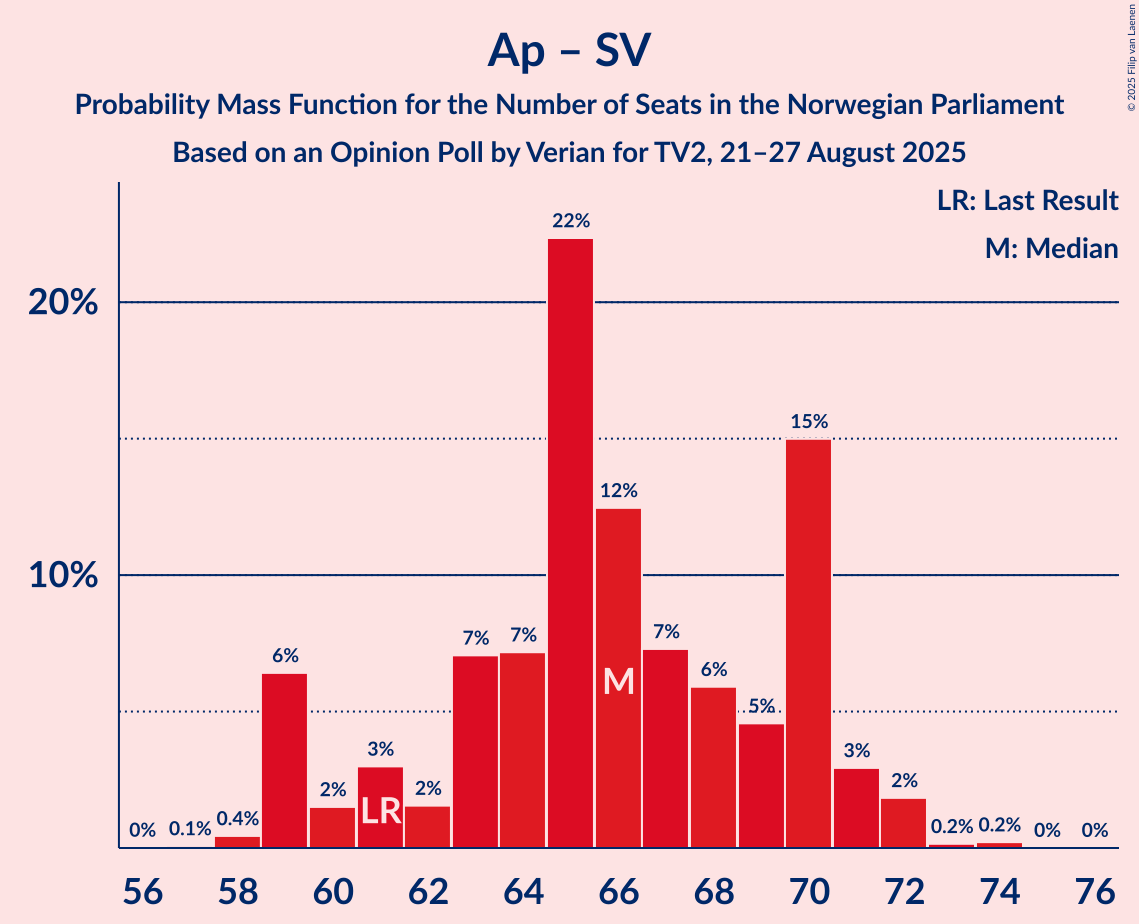 Ap – SV
Probability Mass Function for the Number of Seats in the Norwegian Parliament
Based on an Opinion Poll by Verian for TV2, 21–27 August 2025
© 2025 Filip van Laenen
LR: Last Result
M: Median
20%
10%
0%
0.1%
0.4%
6%
2%
3%
2%
7%
7%
22%
12%
7%
6%
5%
15%
3%
2%
0.2%
0.2%
0%
0%
LR
M
56 58 60 62 64 66 68 70 72 74 76